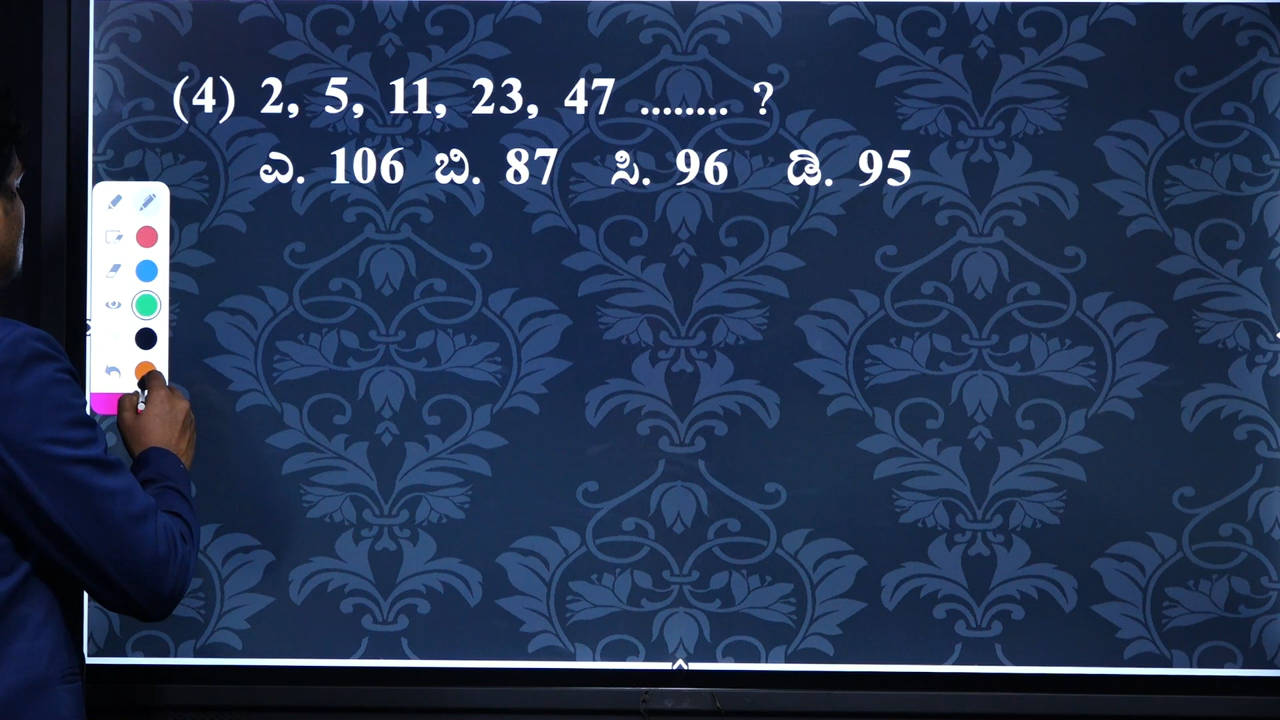 (4) 2, 5, 11, 23, 47 ........ ?
ಎ. 106 ಬಿ. 87 ಸಿ. 96 ಡಿ. 95